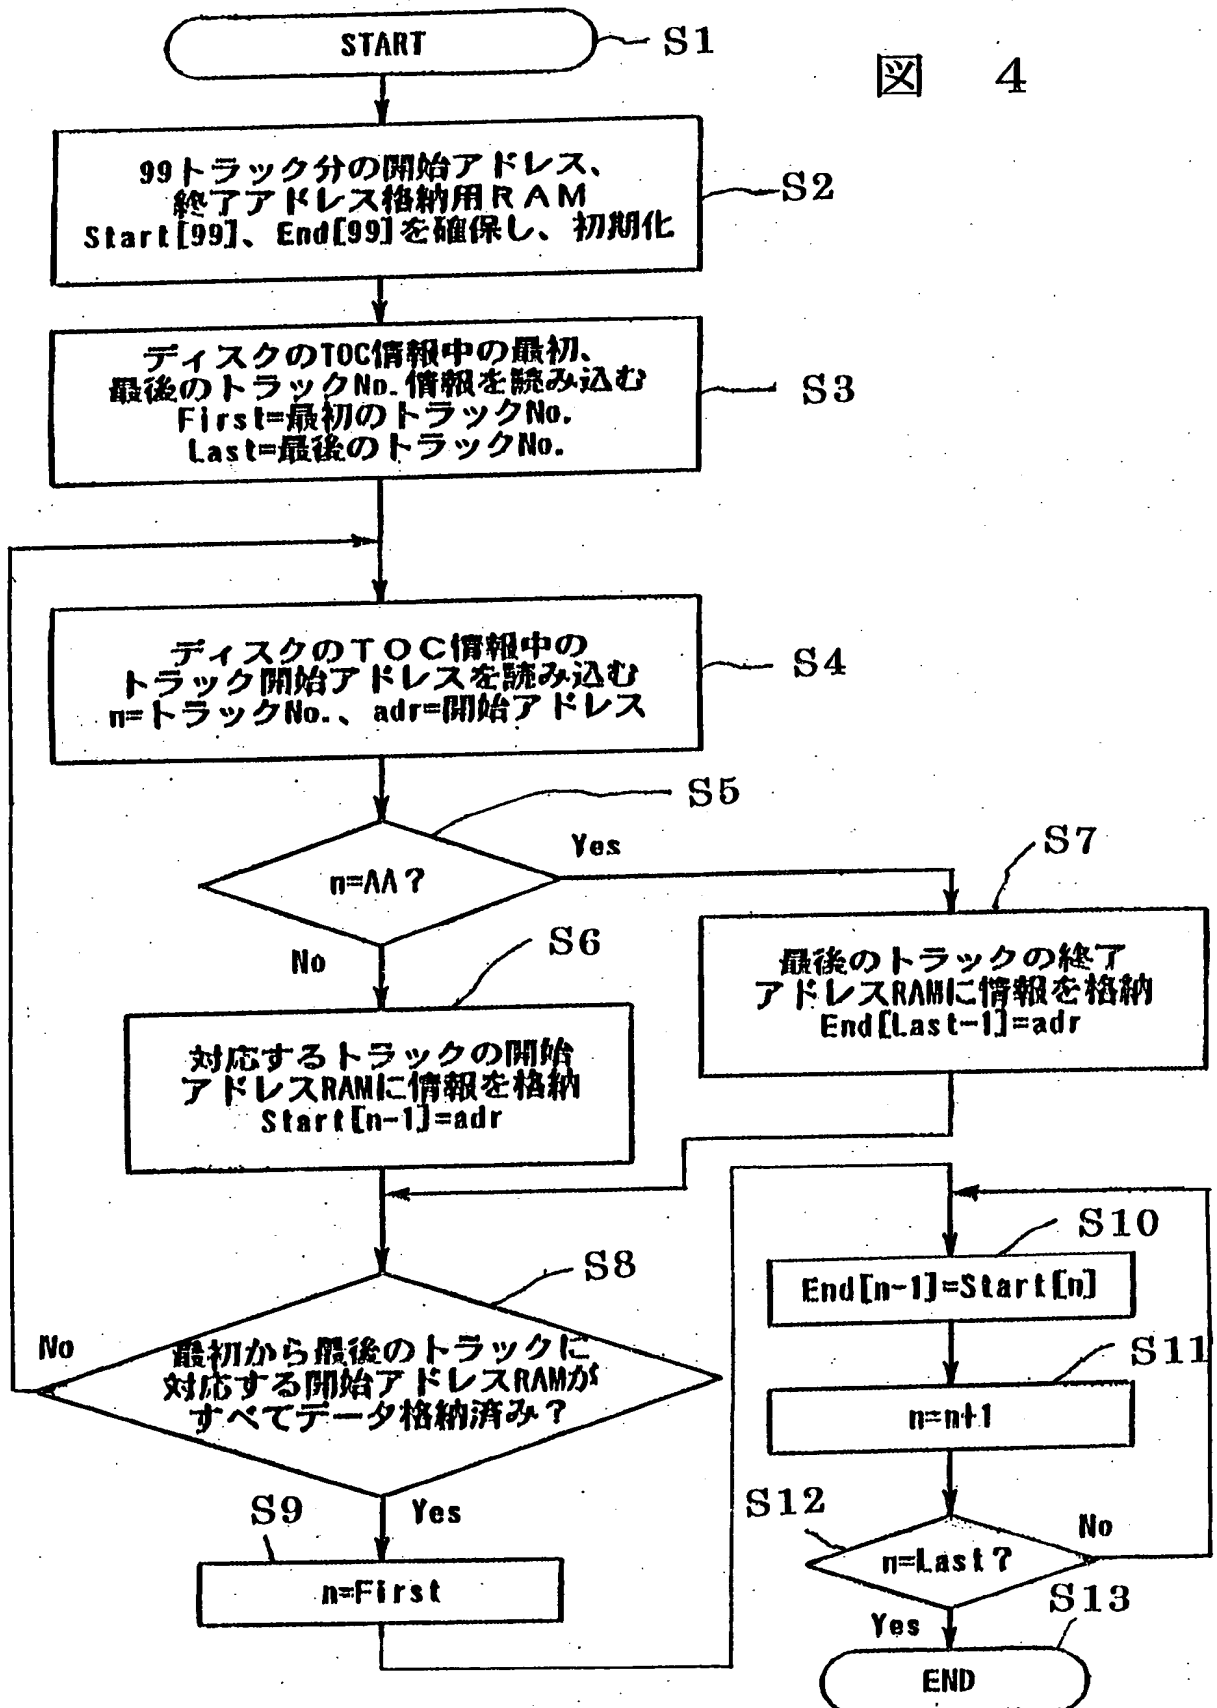 START
S1
図 4
99トラック分の開始アドレス、
終了アドレス格納用RAM
Start[99]、End[99]を確保し、初期化
S2
ディスクのTOC情報中の最初、
最後のトラックNo.情報を読み込む
First=最初のトラックNo.
Last=最後のトラックNo.
S3
ディスクのTOC情報中の
トラック開始アドレスを読み込む
n=トラックNo.、adr=開始アドレス
S4
S5
n=AA?
Yes
No
S6
対応するトラックの開始
アドレスRAMに情報を格納
Start[n-1]=adr
S7
最後のトラックの終了
アドレスRAMに情報を格納
End[Last-1]=adr
S8
最初から最後のトラックに
対応する開始アドレスRAMが
すべてデータ格納済み?
No
Yes
S9
n=First
S10
End[n-1]=Start[n]
S11
n=n+1
S12
n=Last?
No
Yes
S13
END